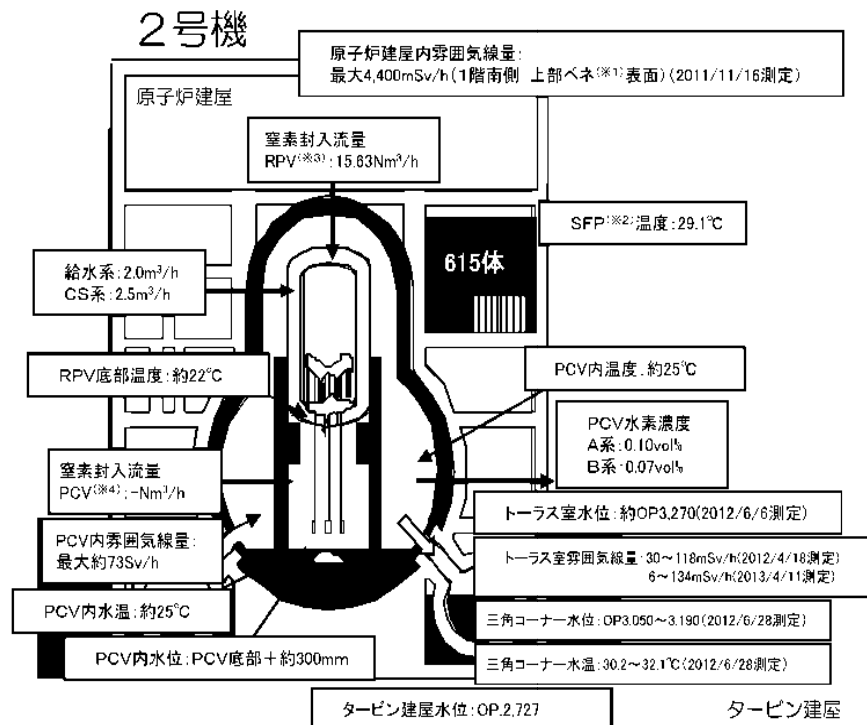 2号機
原子炉建屋内雰囲気線量:
最大4,400mSv/h(1階南側 上部ペネ(※1)表面)(2011/11/16測定)
原子炉建屋
窒素封入流量
RPV(※3):15.63Nm³/h
SFP(※2)温度:29.1℃
615体
給水系:2.0m³/h
CS系:2.5m³/h
RPV底部温度:約22℃
PCV内温度:約25℃
PCV水素濃度
A系:0.10vol%
B系:0.07vol%
窒素封入流量
PCV(※4):-Nm³/h
トーラス室水位:約OP3,270(2012/6/6測定)
PCV内雰囲気線量:
最大約73Sv/h
トーラス室雰囲気線量:30~118mSv/h(2012/4/18測定)
6~134mSv/h(2013/4/11測定)
PCV内水温:約25℃
三角コーナー水位:OP3,050~3,190(2012/6/28測定)
PCV内水位:PCV底部+約300mm
三角コーナー水温:30.2~32.1℃(2012/6/28測定)
タービン建屋水位:OP.2,727
タービン建屋